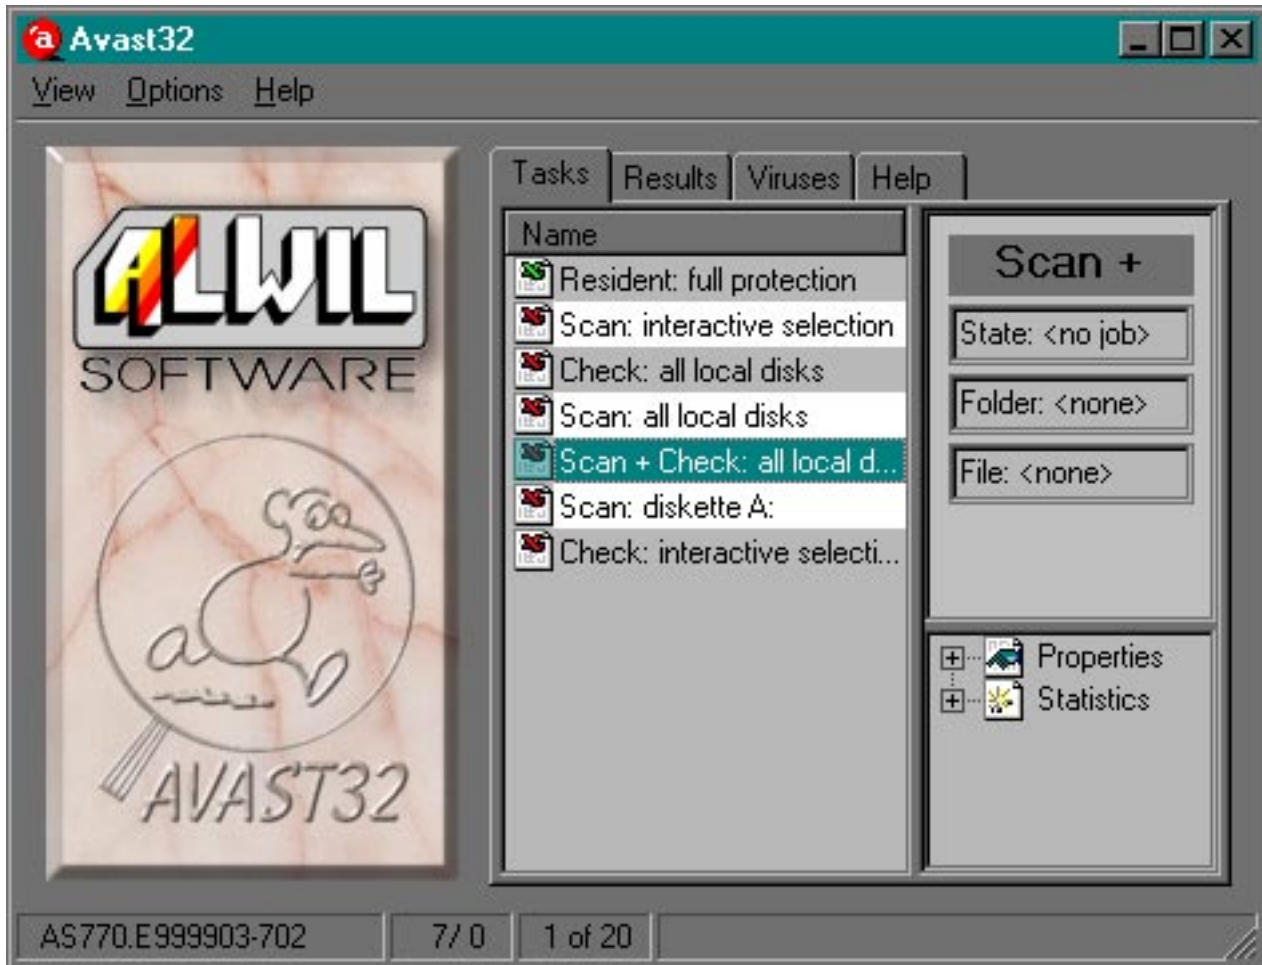 Avast32
View Options Help
ALWIL
SOFTWARE
AVAST32
Tasks Results Viruses Help
Name
Resident: full protection
Scan: interactive selection
Check: all local disks
Scan: all local disks
Scan + Check: all local d...
Scan: diskette A:
Check: interactive selecti...
Scan +
State: <no job>
Folder: <none>
File: <none>
Properties
Statistics
AS770.E999903-702 7/ 0 1 of 20